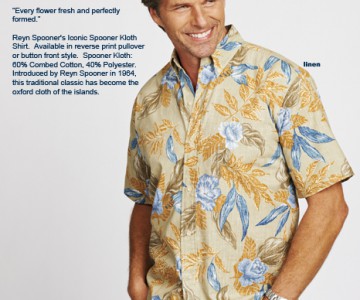 "Every flower fresh and perfectly
formed."
Reyn Spooner's Iconic Spooner Kloth
Shirt.  Available in reverse print pullover
or button front style.  Spooner Kloth:
60% Combed Cotton, 40% Polyester.
Introduced by Reyn Spooner in 1964,
this traditional classic has become the
oxford cloth of the islands.
linen